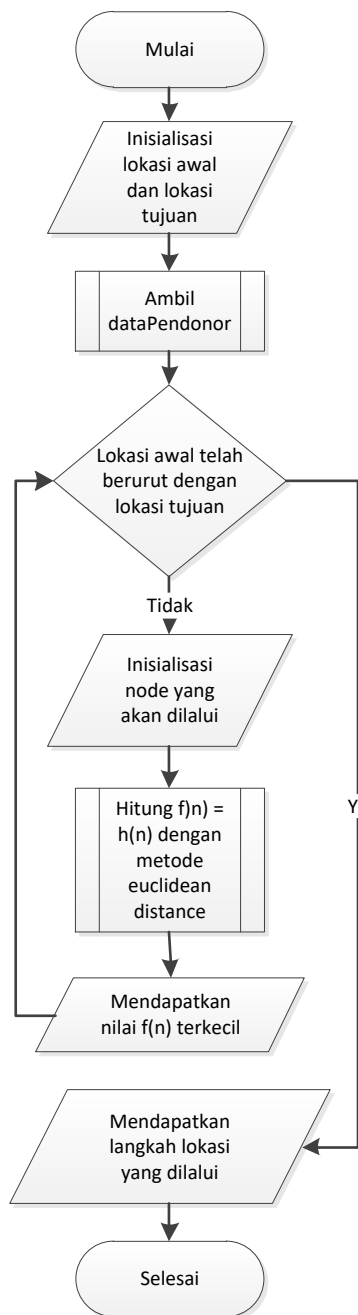 Mulai
Inisialisasi
lokasi awal
dan lokasi
tujuan
Ambil
dataPendonor
Lokasi awal telah
berurut dengan
lokasi tujuan
Tidak
Inisialisasi
node yang
akan dilalui
Y
Hitung f)n) =
h(n) dengan
metode
euclidean
distance
Mendapatkan
nilai f(n) terkecil
Mendapatkan
langkah lokasi
yang dilalui
Selesai